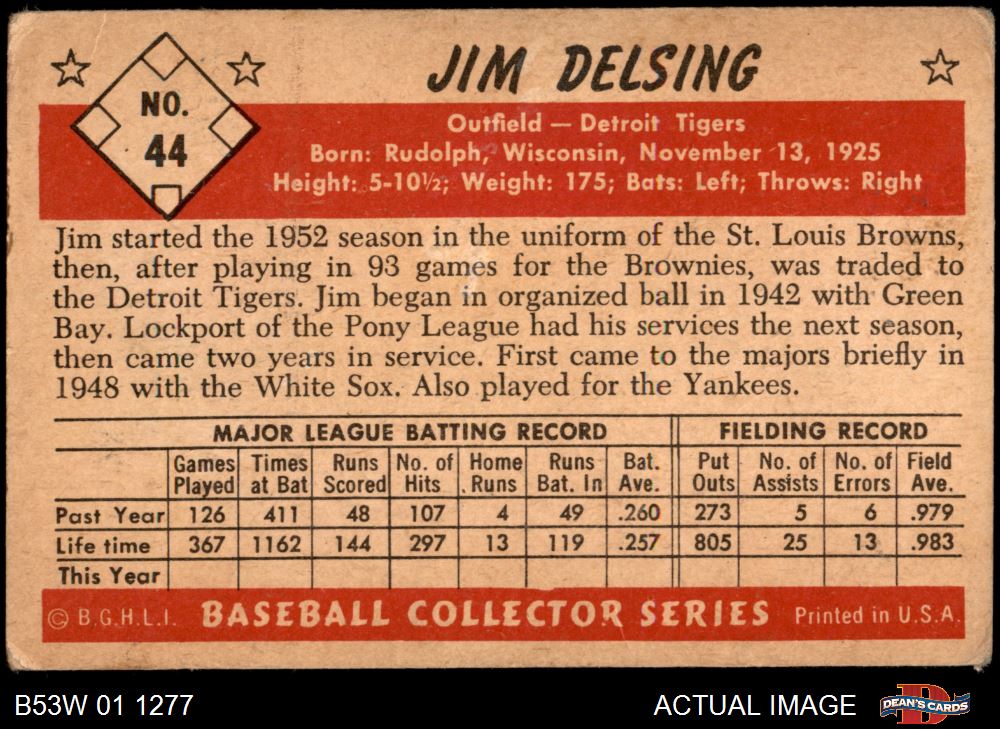 JIM DELSING
NO.
44
Outfield — Detroit Tigers
Born: Rudolph, Wisconsin, November 13, 1925
Height: 5-10½; Weight: 175; Bats: Left; Throws: Right
Jim started the 1952 season in the uniform of the St. Louis Browns,
then, after playing in 93 games for the Brownies, was traded to
the Detroit Tigers. Jim began in organized ball in 1942 with Green
Bay. Lockport of the Pony League had his services the next season,
then came two years in service. First came to the majors briefly in
1948 with the White Sox. Also played for the Yankees.
MAJOR LEAGUE BATTING RECORD FIELDING RECORD
Games Times Runs No. of Home Runs Bat. Put No. of No. of Field
Played at Bat Scored Hits Runs Bat. In Ave. Outs Assists Errors Ave.
Past Year 126 411 48 107 4 49 .260 273 5 6 .979
Life time 367 1162 144 297 13 119 .257 805 25 13 .983
This Year
© B.G.H.L.I. BASEBALL COLLECTOR SERIES Printed in U.S.A.
B53W 01 1277 ACTUAL IMAGE D DEAN'S CARDS